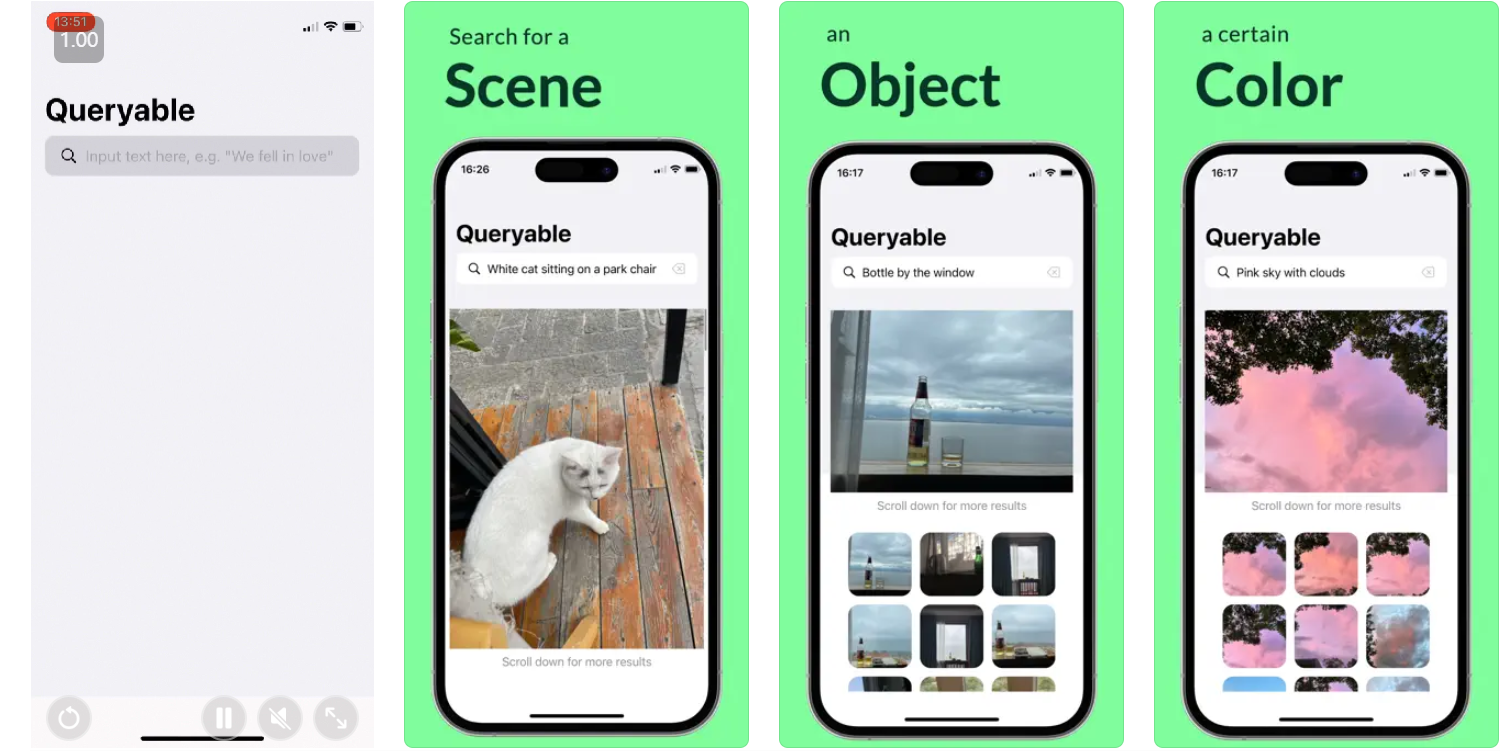 13:51
1.00
Queryable
Input text here, e.g. "We fell in love"
Search for a
Scene
16:26
Queryable
White cat sitting on a park chair
Scroll down for more results
an
Object
16:17
Queryable
Bottle by the window
Scroll down for more results
a certain
Color
16:17
Queryable
Pink sky with clouds
Scroll down for more results